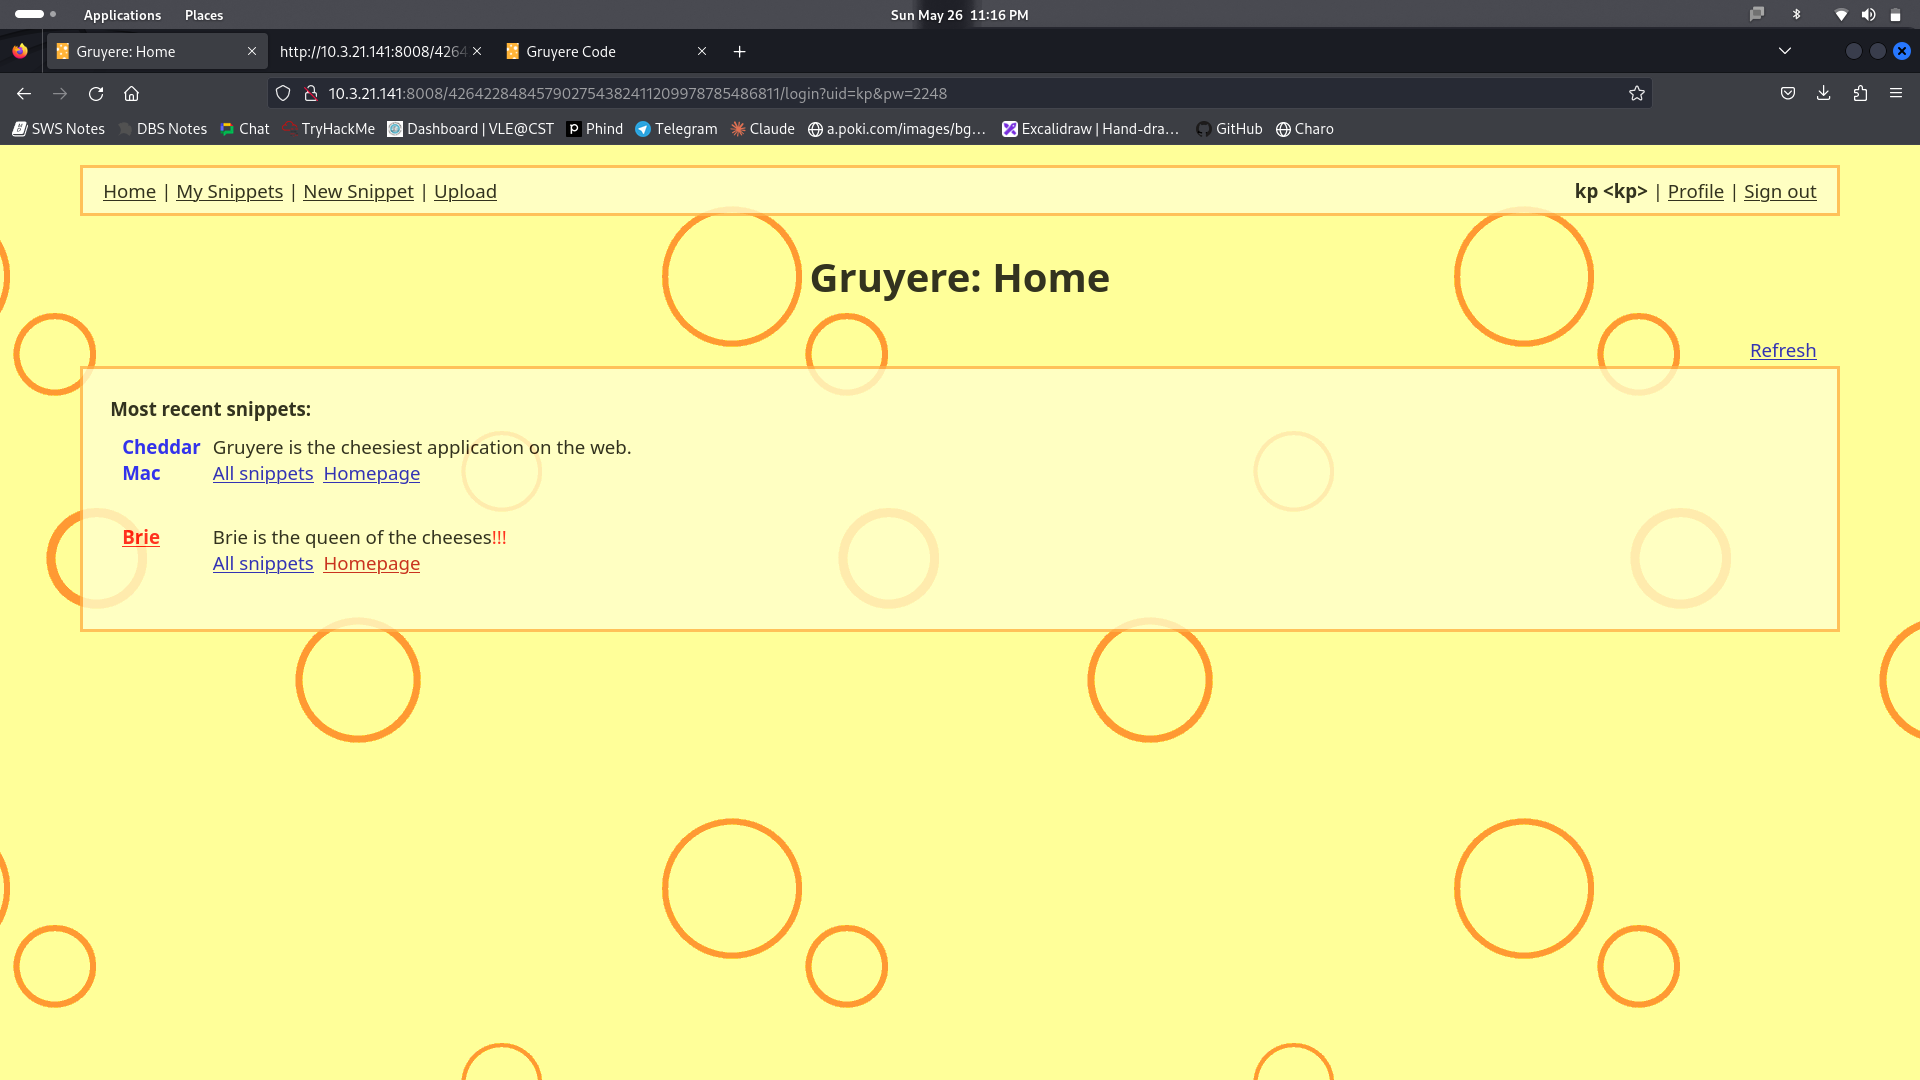 Applications Places Sun May 26 11:16 PM
Gruyere: Home http://10.3.21.141:8008/4264 Gruyere Code
10.3.21.141:8008/426422848457902754382411209978785486811/login?uid=kp&pw=2248
SWS Notes DBS Notes Chat TryHackMe Dashboard | VLE@CST Phind Telegram Claude a.poki.com/images/bg... Excalidraw | Hand-dra... GitHub Charo
Home | My Snippets | New Snippet | Upload kp <kp> | Profile | Sign out
Gruyere: Home
Refresh
Most recent snippets:
Cheddar Gruyere is the cheesiest application on the web.
Mac All snippets Homepage
Brie Brie is the queen of the cheeses!!!
All snippets Homepage